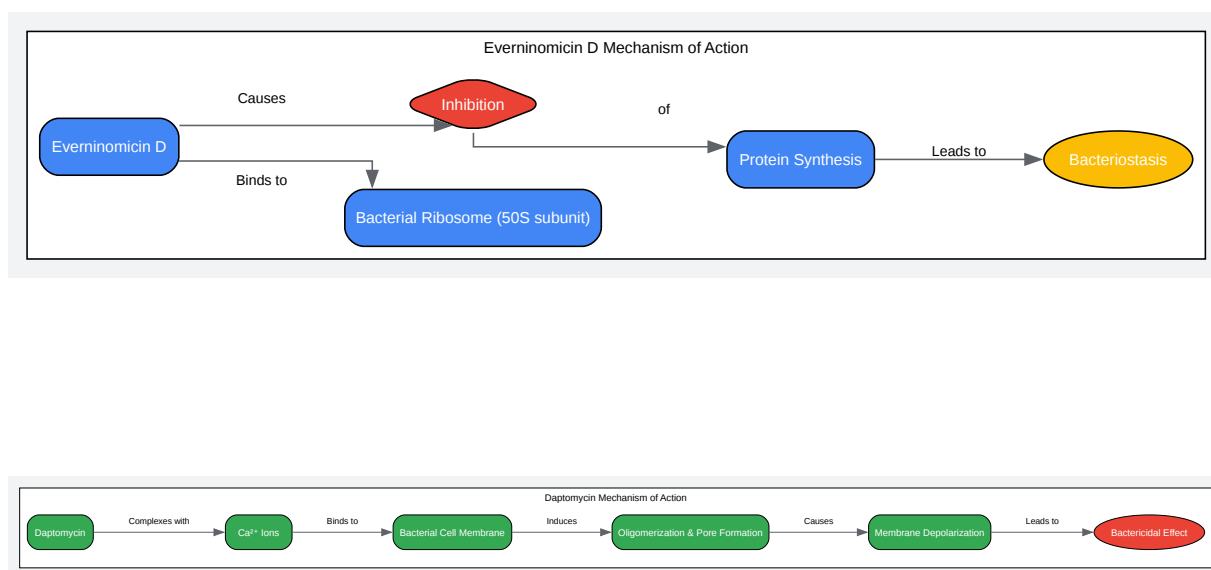 Everninomicin D Mechanism of Action
Causes
Inhibition
of
Everninomicin D
Protein Synthesis
Leads to
Bacteriostasis
Binds to
Bacterial Ribosome (50S subunit)
Daptomycin Mechanism of Action
Daptomycin
Complexes with
Ca²⁺ Ions
Binds to
Bacterial Cell Membrane
Induces
Oligomerization & Pore Formation
Causes
Membrane Depolarization
Leads to
Bactericidal Effect